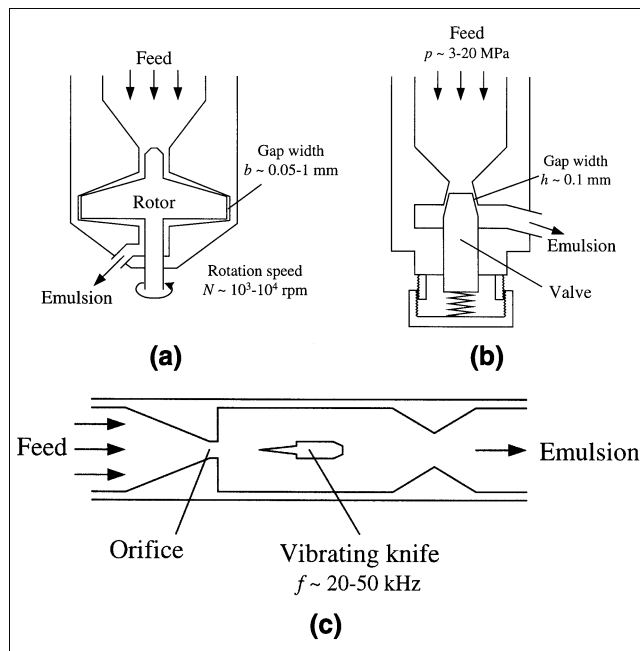 Feed
Gap width
b ~ 0.05-1 mm
Rotor
Emulsion
Rotation speed
N ~ 10³-10⁴ rpm
(a)
Feed
p ~ 3-20 MPa
Gap width
h ~ 0.1 mm
Emulsion
Valve
(b)
Feed
Emulsion
Orifice
Vibrating knife
f ~ 20-50 kHz
(c)